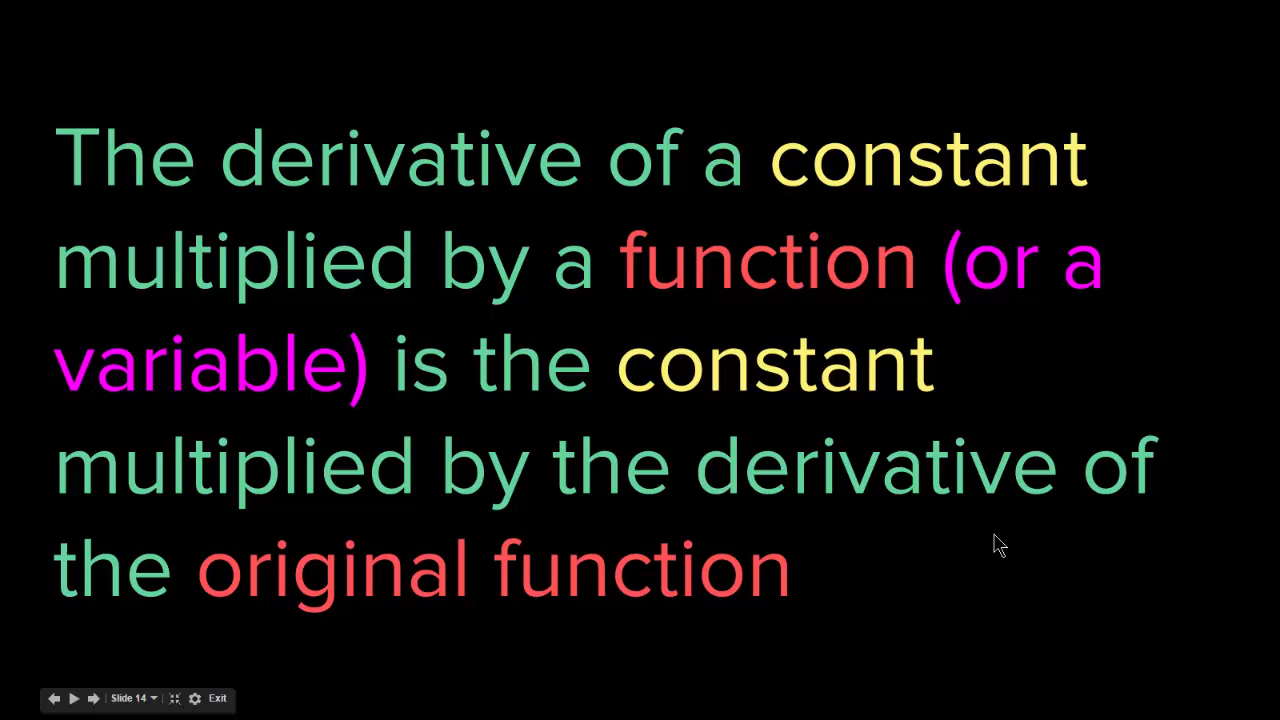 The derivative of a constant
multiplied by a function (or a
variable) is the constant
multiplied by the derivative of
the original function
Slide 14 Exit